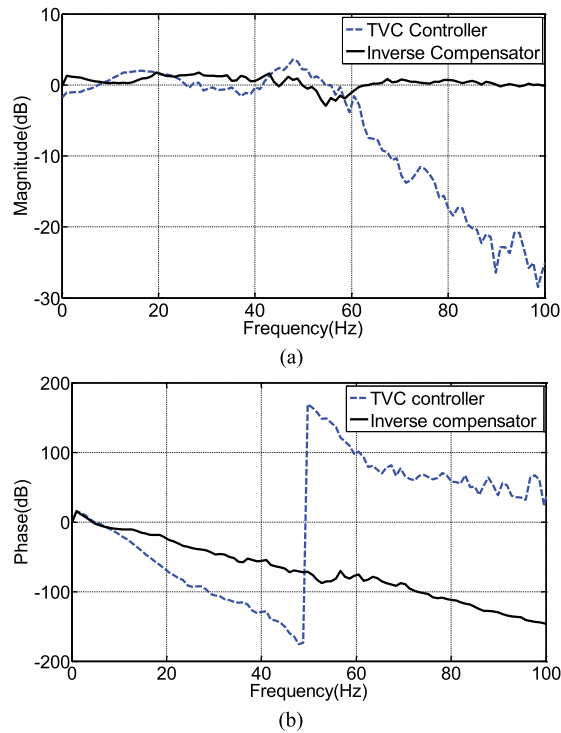 10
0
-10
-20
-30
Magnitude(dB)
TVC Controller
Inverse Compensator
0 20 40 60 80 100
Frequency(Hz)
(a)
200
100
0
-100
-200
Phase(dB)
TVC controller
Inverse compensator
0 20 40 60 80 100
Frequency(Hz)
(b)